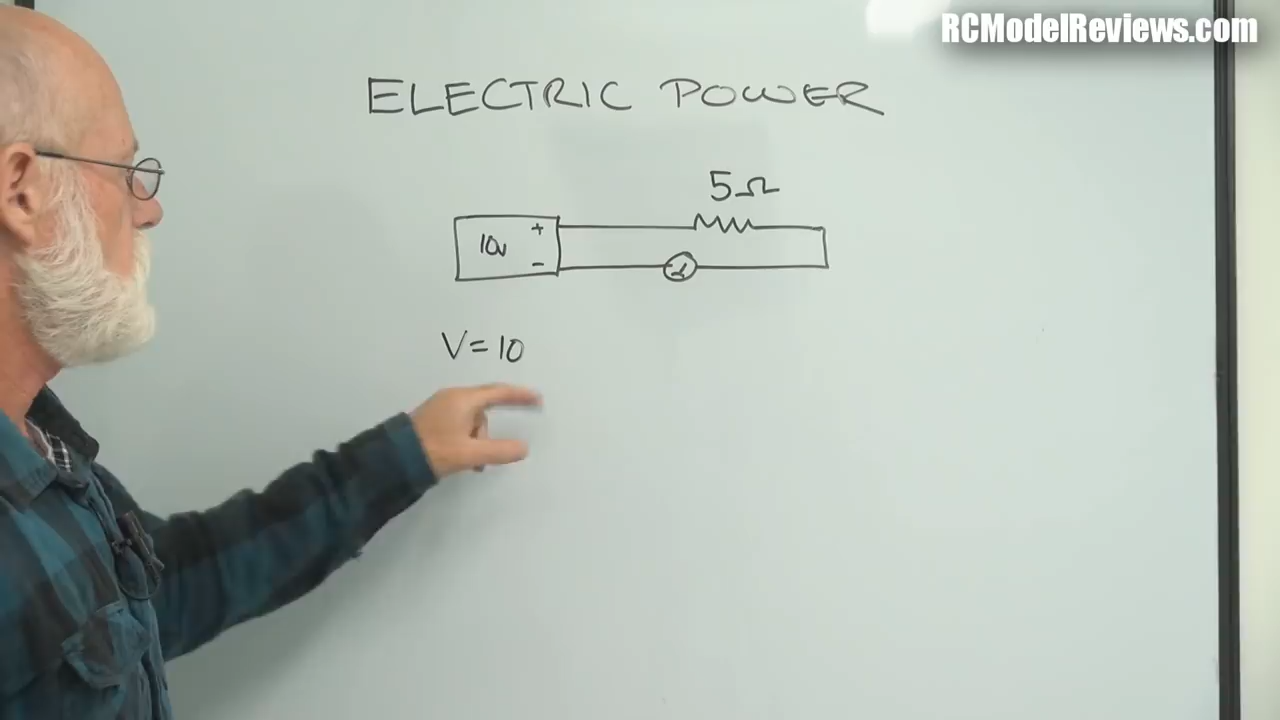 RCModelReviews.com
ELECTRIC POWER
5Ω
10v
+
-
V=10